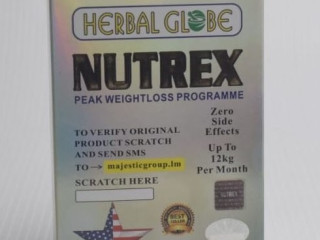 HERBAL GLOBE
NUTREX
PEAK WEIGHTLOSS PROGRAMME
Zero
Side
Effects
TO VERIFY ORIGINAL
PRODUCT SCRATCH
AND SEND SMS
TO → majesticgroup.lm
Up To
12kg
Per Month
SCRATCH HERE
BEST